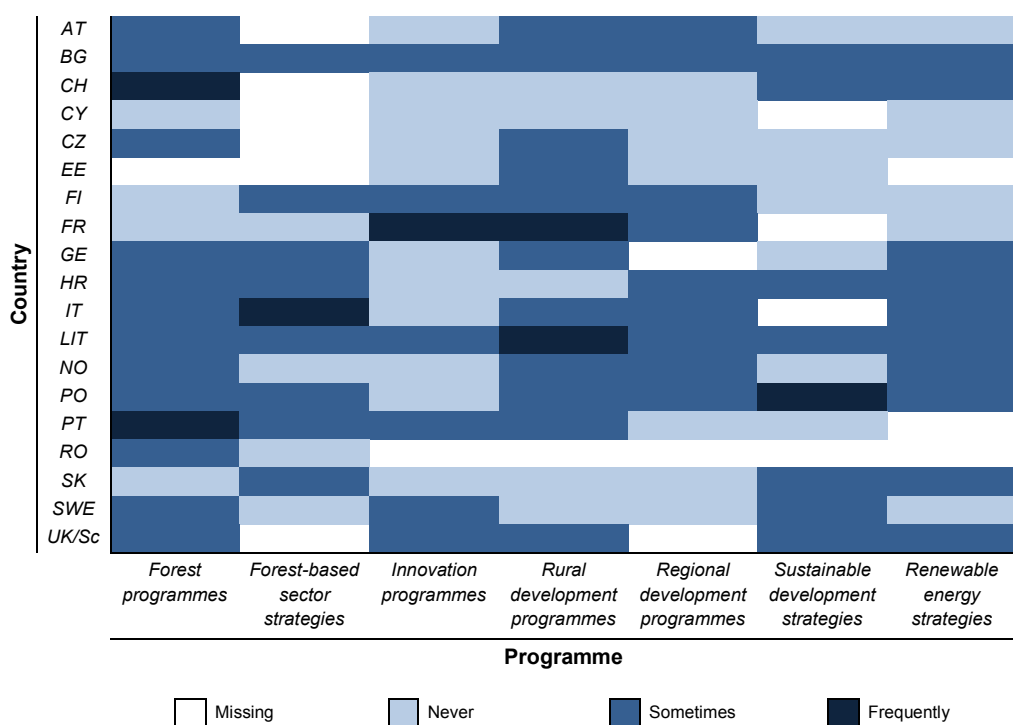 Country
AT
BG
CH
CY
CZ
EE
FI
FR
GE
HR
IT
LIT
NO
PO
PT
RO
SK
SWE
UK/Sc
Forest
programmes
Forest-based
sector
strategies
Innovation
programmes
Rural
development
programmes
Regional
development
programmes
Sustainable
development
strategies
Renewable
energy
strategies
Programme
Missing
Never
Sometimes
Frequently